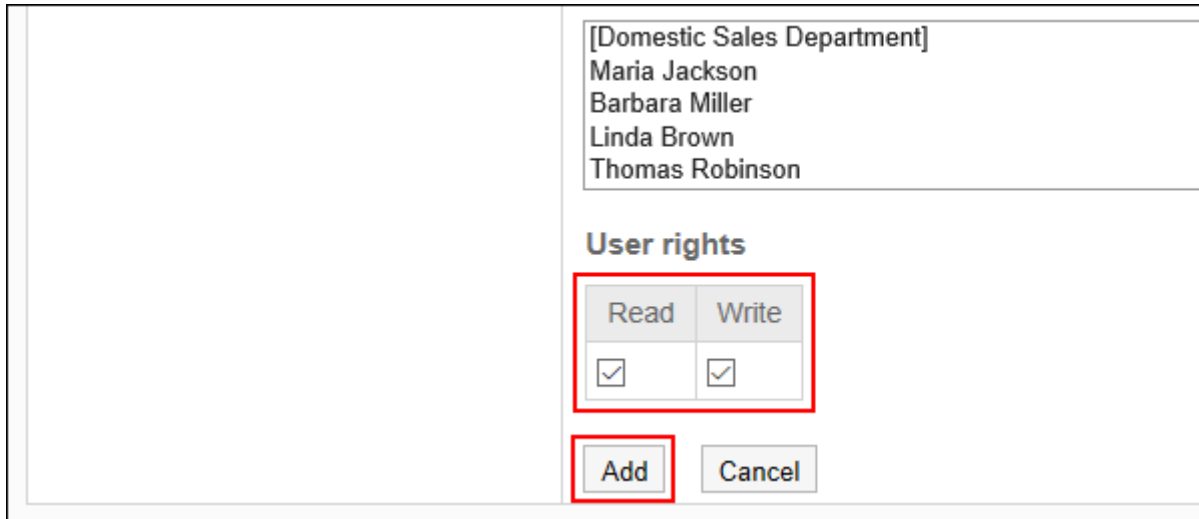 [Domestic Sales Department]
Maria Jackson
Barbara Miller
Linda Brown
Thomas Robinson
User rights
Read Write
Add Cancel